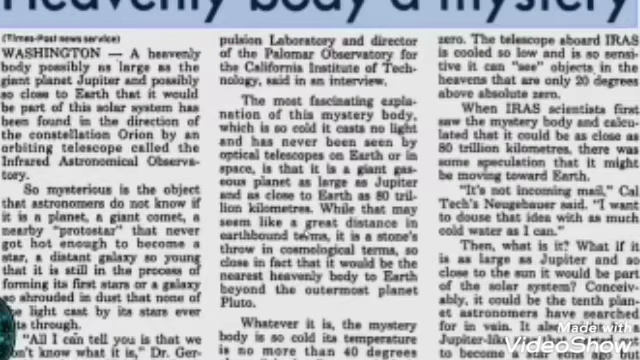 Heavenly body a mystery
(Times-Post news service)
WASHINGTON — A heavenly
body possibly as large as the
giant planet Jupiter and possibly
so close to Earth that it would
be part of this solar system has
been found in the direction of
the constellation Orion by an
orbiting telescope called the
Infrared Astronomical Observa-
tory.
So mysterious is the object
that astronomers do not know if
it is a planet, a giant comet, a
nearby "protostar" that never
got hot enough to become a
star, a distant galaxy so young
that it is still in the process of
forming its first stars or a galaxy
so shrouded in dust that none of
light cast by its stars ever
through.
"All I can tell you is that we
don't know what it is," Dr. Ger-
pulsion Laboratory and director
of the Palomar Observatory for
the California Institute of Tech-
nology, said in an interview.
The most fascinating expla-
nation of this mystery body,
which is so cold it casts no light
and has never been seen by
optical telescopes on Earth or in
space, is that it is a giant gas-
eous planet as large as Jupiter
and as close to Earth as 80 tril-
lion kilometres. While that may
seem like a great distance in
earthbound terms, it is a stone's
throw in cosmological terms, so
close in fact that it would be the
nearest heavenly body to Earth
beyond the outermost planet
Pluto.
Whatever it is, the mystery
body is so cold its temperature
is no more than 40 degrees
zero. The telescope aboard IRAS
is cooled so low and is so sensi-
tive it can "see" objects in the
heavens that are only 20 degrees
above absolute zero.
When IRAS scientists first
saw the mystery body and calcu-
lated that it could be as close as
80 trillion kilometres, there was
some speculation that it might
be moving toward Earth.
"It's not incoming mail," Cal
Tech's Neugebauer said. "I want
to douse that idea with as much
cold water as I can."
Then, what is it? What if it
is as large as Jupiter and so
close to the sun it would be part
of the solar system? Conceiv-
ably, it could be the tenth plan-
et astronomers have searched
for in vain. It also
Jupiter-like
to become
Made with
VideoShow